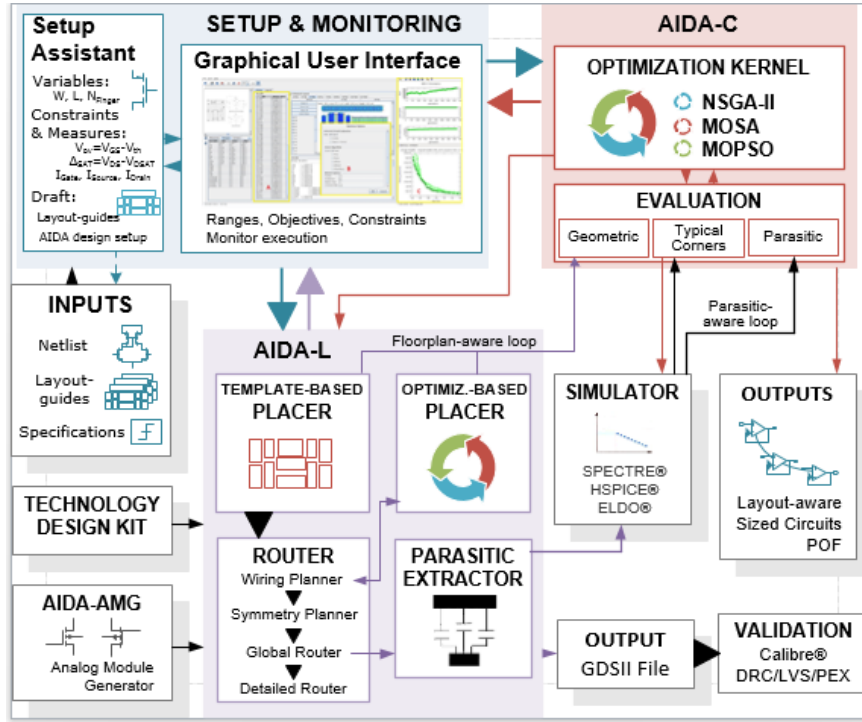 SETUP & MONITORING
AIDA-C
Setup
Assistant
Variables:
W, L, NFinger
Constraints
& Measures:
Vov=VGS-Vth
ΔSAT=VDS-VDSAT
IGate, ISource, IDrain
Draft:
Layout-guides
AIDA design setup
Graphical User Interface
Ranges, Objectives, Constraints
Monitor execution
OPTIMIZATION KERNEL
NSGA-II
MOSA
MOPSO
EVALUATION
Geometric
Typical
Corners
Parasitic
INPUTS
Netlist
Layout-
guides
Specifications
TECHNOLOGY
DESIGN KIT
AIDA-AMG
Analog Module
Generator
AIDA-L
Floorplan-aware loop
Parasitic-
aware loop
TEMPLATE-BASED
PLACER
OPTIMIZ.-BASED
PLACER
ROUTER
Wiring Planner
Symmetry Planner
Global Router
Detailed Router
PARASITIC
EXTRACTOR
SIMULATOR
SPECTRE®
HSPICE®
ELDO®
OUTPUTS
Layout-aware
Sized Circuits
POF
OUTPUT
GDSII File
VALIDATION
Calibre®
DRC/LVS/PEX